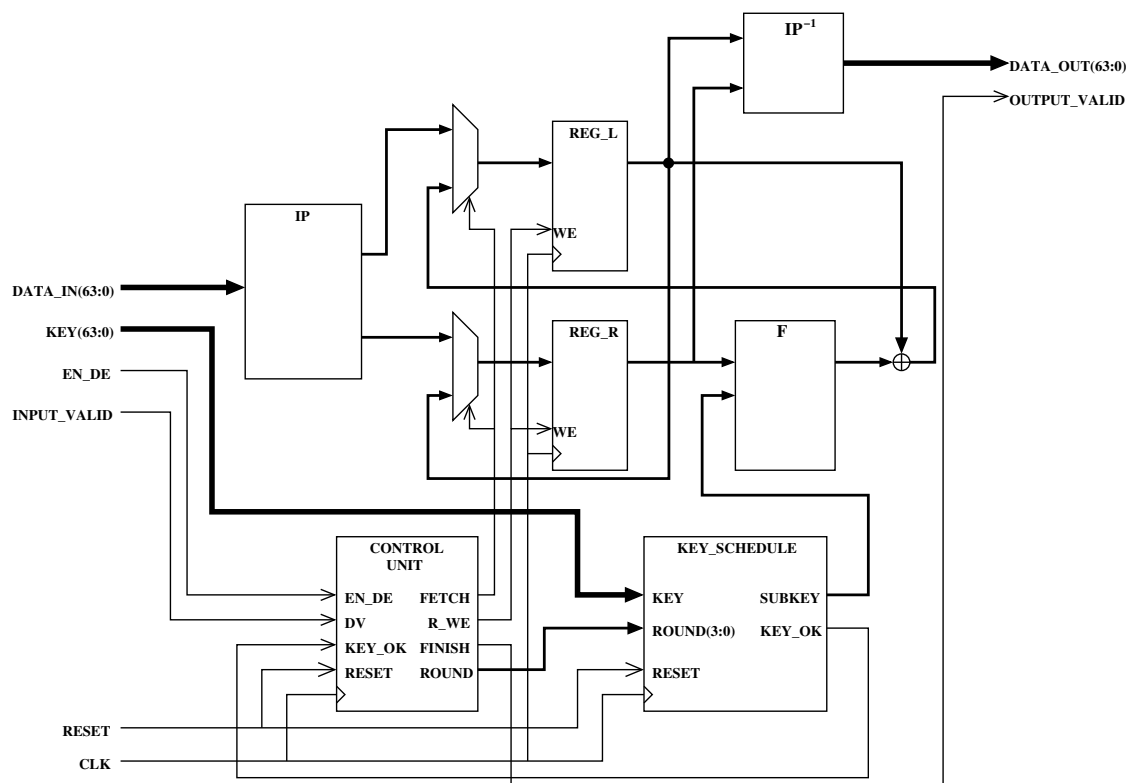 IP⁻¹
DATA_OUT(63:0)
OUTPUT_VALID
REG_L
WE
IP
DATA_IN(63:0)
KEY(63:0)
EN_DE
INPUT_VALID
REG_R
WE
F
CONTROL
UNIT
EN_DE FETCH
DV R_WE
KEY_OK FINISH
RESET ROUND
KEY_SCHEDULE
KEY SUBKEY
ROUND(3:0) KEY_OK
RESET
RESET
CLK